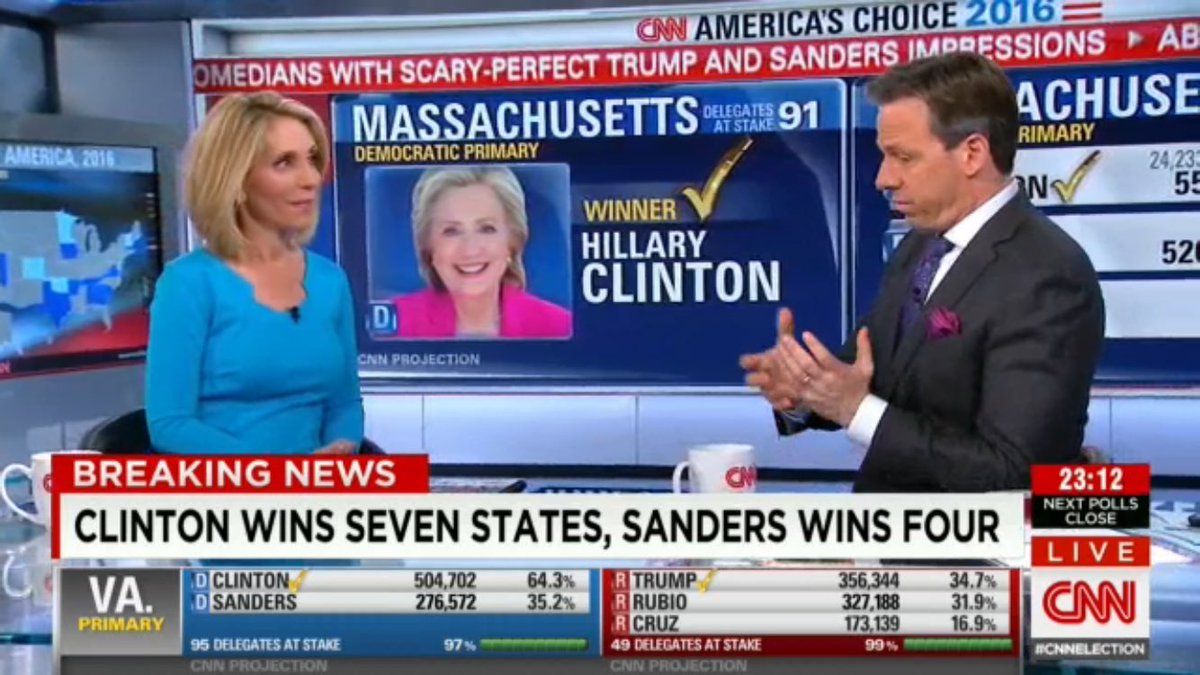 CNN AMERICA'S CHOICE 2016
OMEDIANS WITH SCARY-PERFECT TRUMP AND SANDERS IMPRESSIONS ▶ AB
AMERICA, 2016
MASSACHUSETTS DELEGATES AT STAKE 91
DEMOCRATIC PRIMARY
WINNER
HILLARY
CLINTON
D
CNN PROJECTION
ACHUSE
PRIMARY
24,233
N 55
526
CNN
BREAKING NEWS
CLINTON WINS SEVEN STATES, SANDERS WINS FOUR
23:12
NEXT POLLS
CLOSE
LIVE
CNN
#CNNELECTION
VA.
PRIMARY
D CLINTON 504,702 64.3%
D SANDERS 276,572 35.2%
95 DELEGATES AT STAKE 97%
CNN PROJECTION
R TRUMP 356,344 34.7%
R RUBIO 327,188 31.9%
R CRUZ 173,139 16.9%
49 DELEGATES AT STAKE 99%
CNN PROJECTION